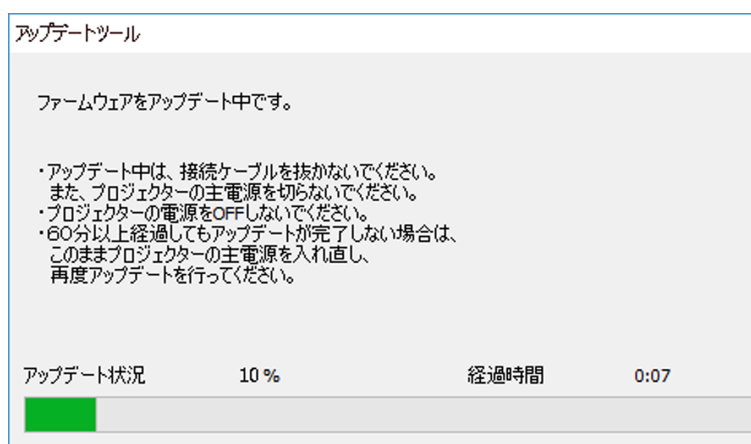 アップデートツール
ファームウェアをアップデート中です。
・アップデート中は、接続ケーブルを抜かないでください。
また、プロジェクターの主電源を切らないでください。
・プロジェクターの電源をOFFしないでください。
・60分以上経過してもアップデートが完了しない場合は、
このままプロジェクターの主電源を入れ直し、
再度アップデートを行ってください。
アップデート状況 10 % 経過時間 0:07